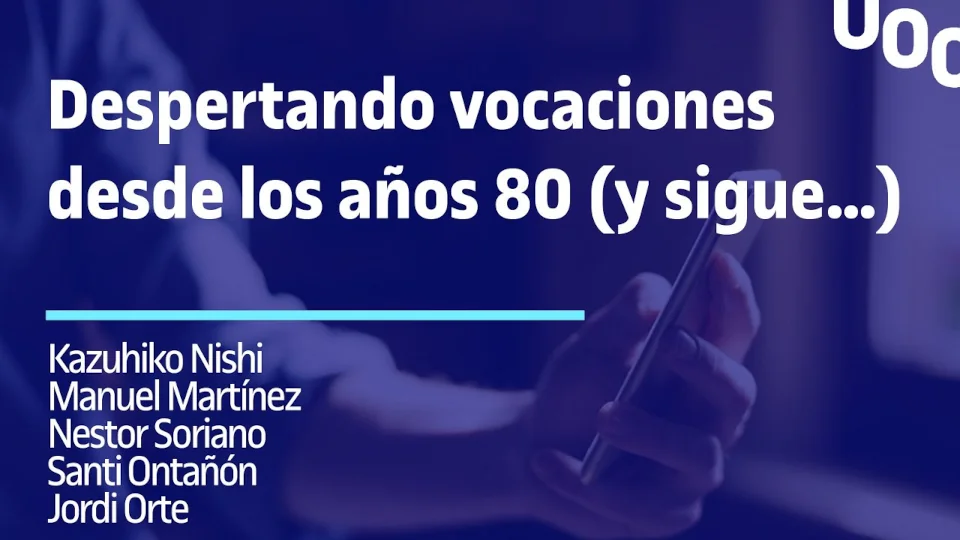 UOC
Despertando vocaciones
desde los años 80 (y sigue...)
Kazuhiko Nishi
Manuel Martínez
Nestor Soriano
Santi Ontañón
Jordi Orte